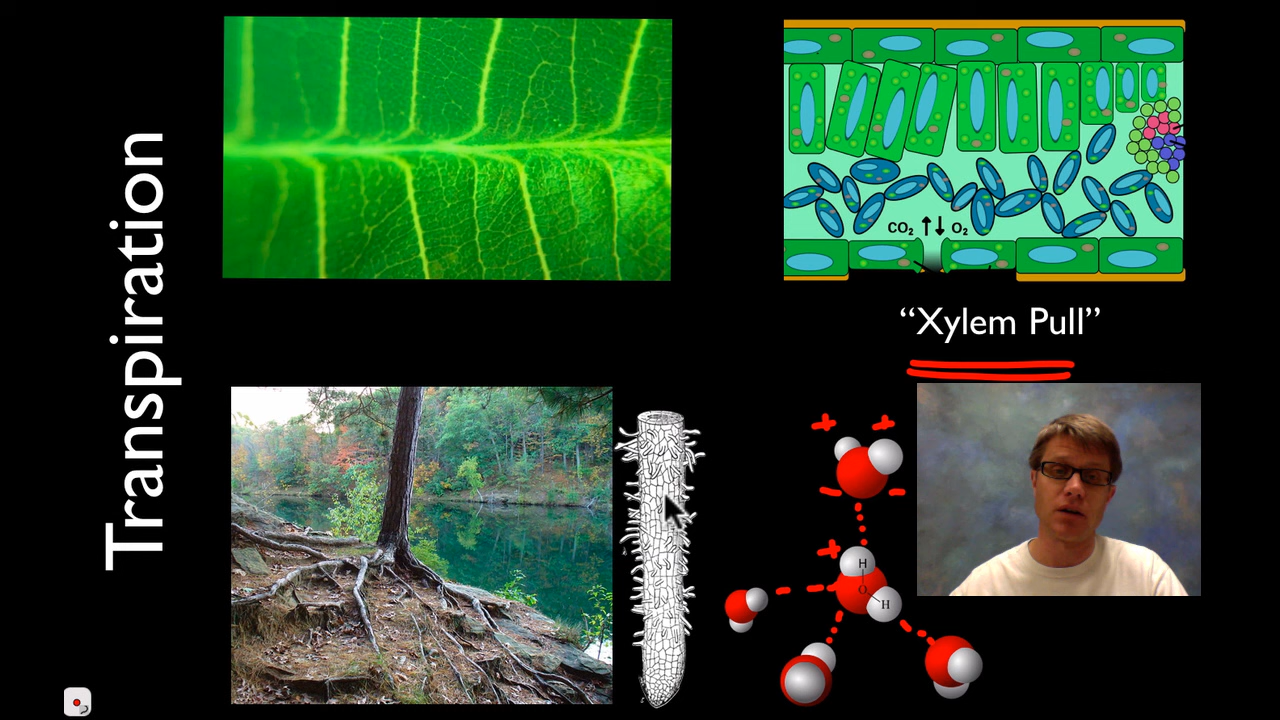 Transpiration
CO₂ O₂
“Xylem Pull”
+ +
- -
+
H
O
H